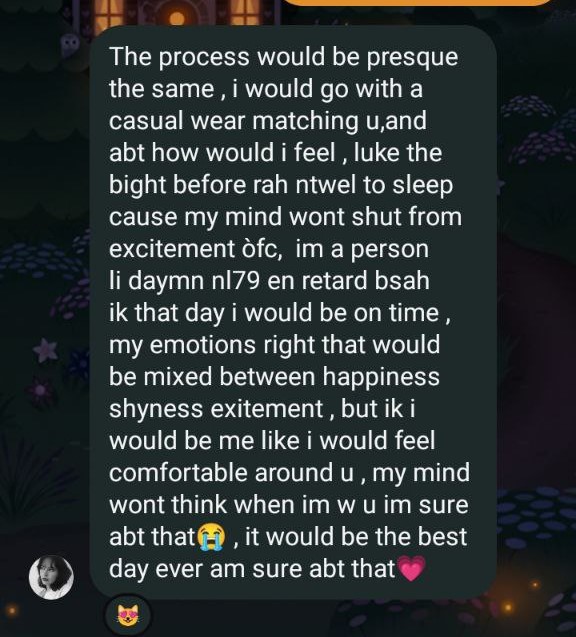 The process would be presque
the same , i would go with a
casual wear matching u,and
abt how would i feel , luke the
bight before rah ntwel to sleep
cause my mind wont shut from
excitement òfc,  im a person
li daymn nl79 en retard bsah
ik that day i would be on time ,
my emotions right that would
be mixed between happiness
shyness exitement , but ik i
would be me like i would feel
comfortable around u , my mind
wont think when im w u im sure
abt that😭 , it would be the best
day ever am sure abt that💗